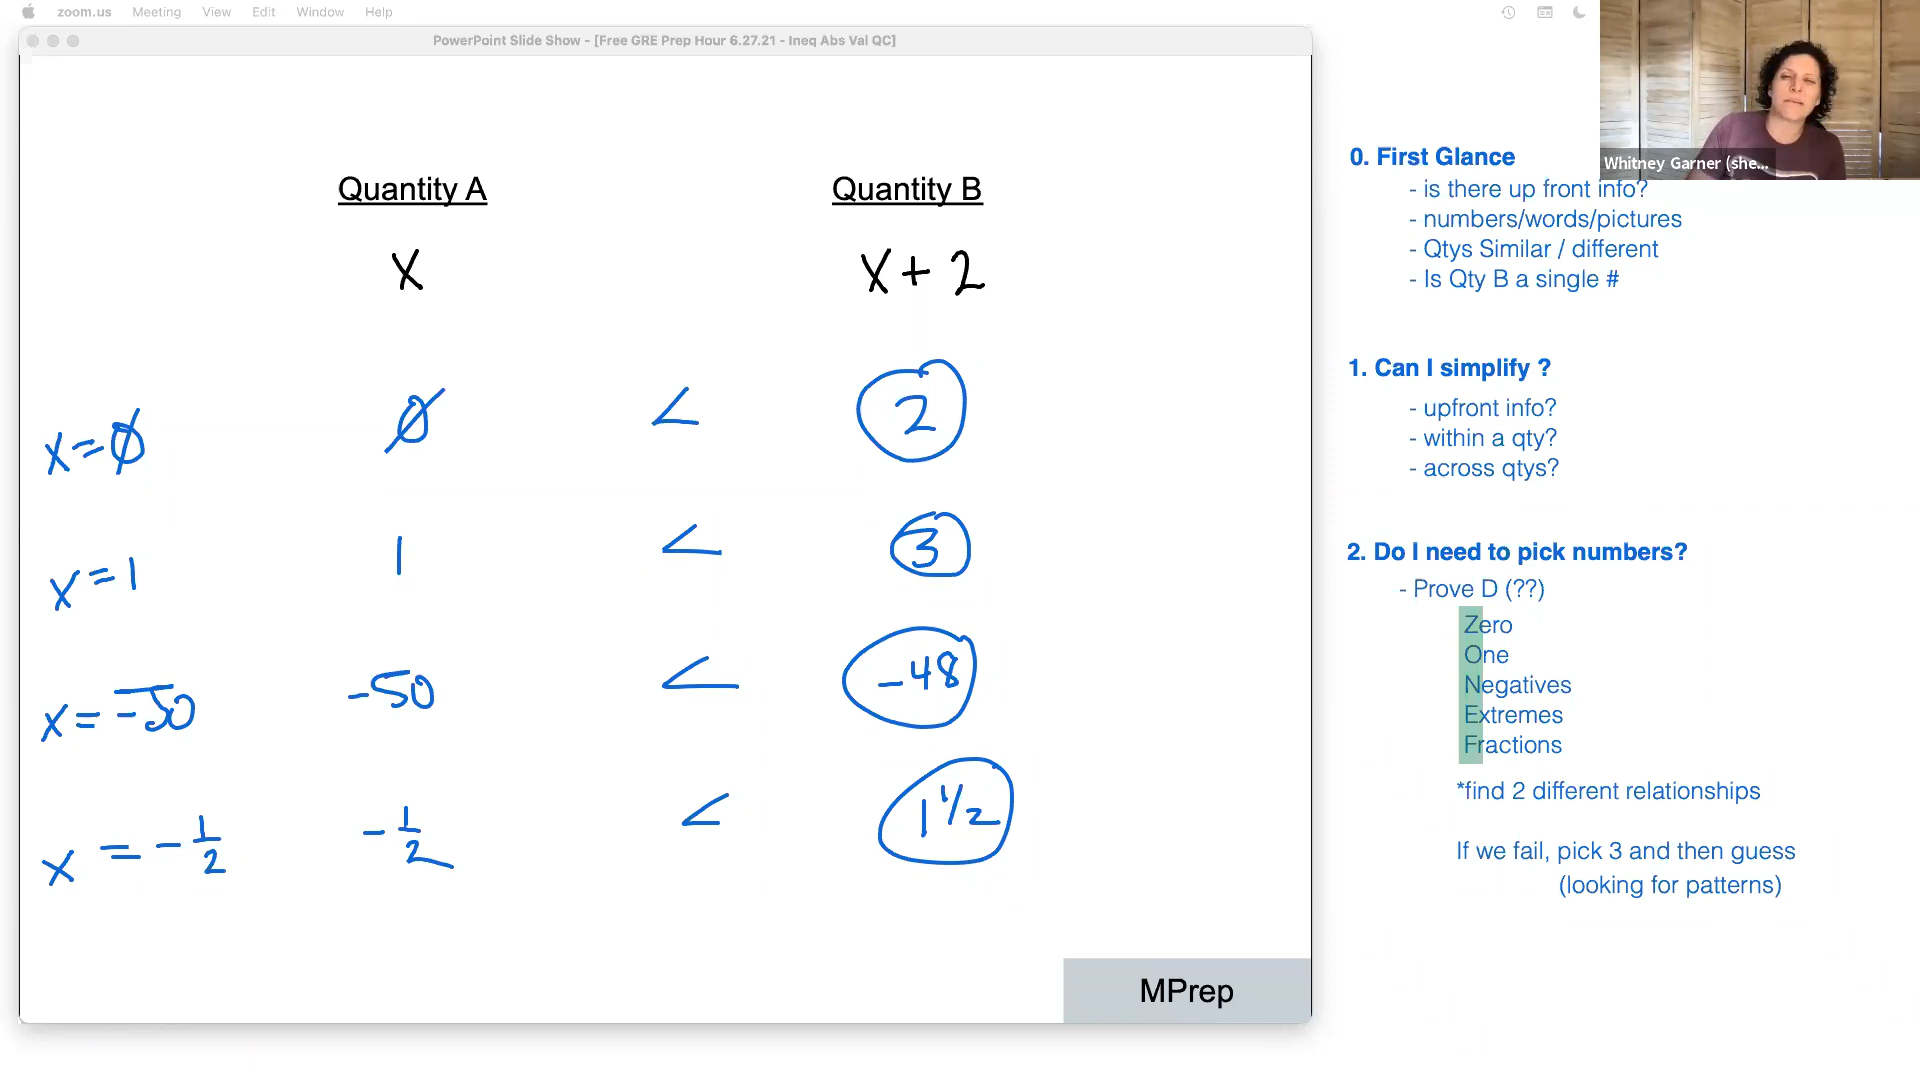 zoom.us Meeting View Edit Window Help
PowerPoint Slide Show - [Free GRE Prep Hour 6.27.21 - Ineq Abs Val QC]
Whitney Garner (she...
Quantity A Quantity B
x x + 2
x = 0 0 < 2
x = 1 1 < 3
x = -50 -50 < -48
x = - 1/2 - 1/2 < 1 1/2
MPrep
0. First Glance
- is there up front info?
- numbers/words/pictures
- Qtys Similar / different
- Is Qty B a single #
1. Can I simplify ?
- upfront info?
- within a qty?
- across qtys?
2. Do I need to pick numbers?
- Prove D (??)
Zero
One
Negatives
Extremes
Fractions
*find 2 different relationships
If we fail, pick 3 and then guess
(looking for patterns)